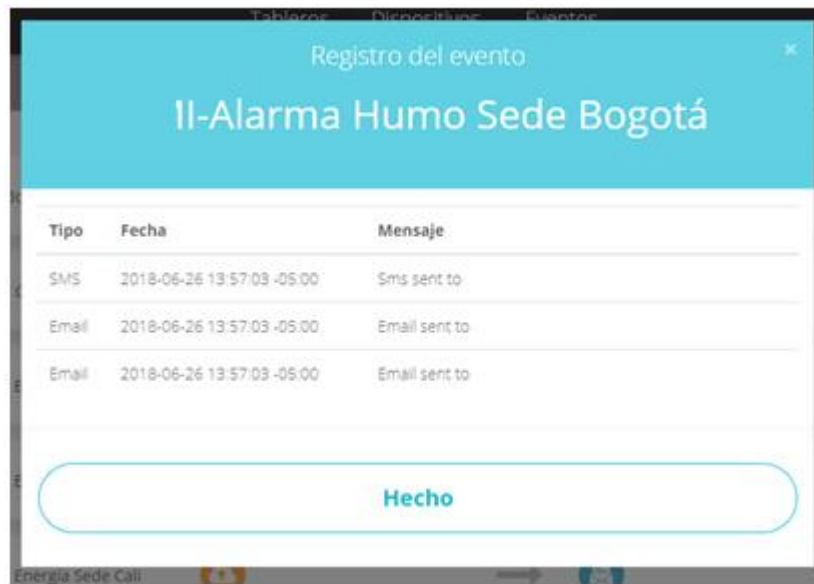 Tableros Dispositivos Eventos
Registro del evento ×
II-Alarma Humo Sede Bogotá
Tipo Fecha Mensaje
SMS 2018-06-26 13:57:03 -05:00 Sms sent to
Email 2018-06-26 13:57:03 -05:00 Email sent to
Email 2018-06-26 13:57:03 -05:00 Email sent to
Hecho
Energia Sede Cali